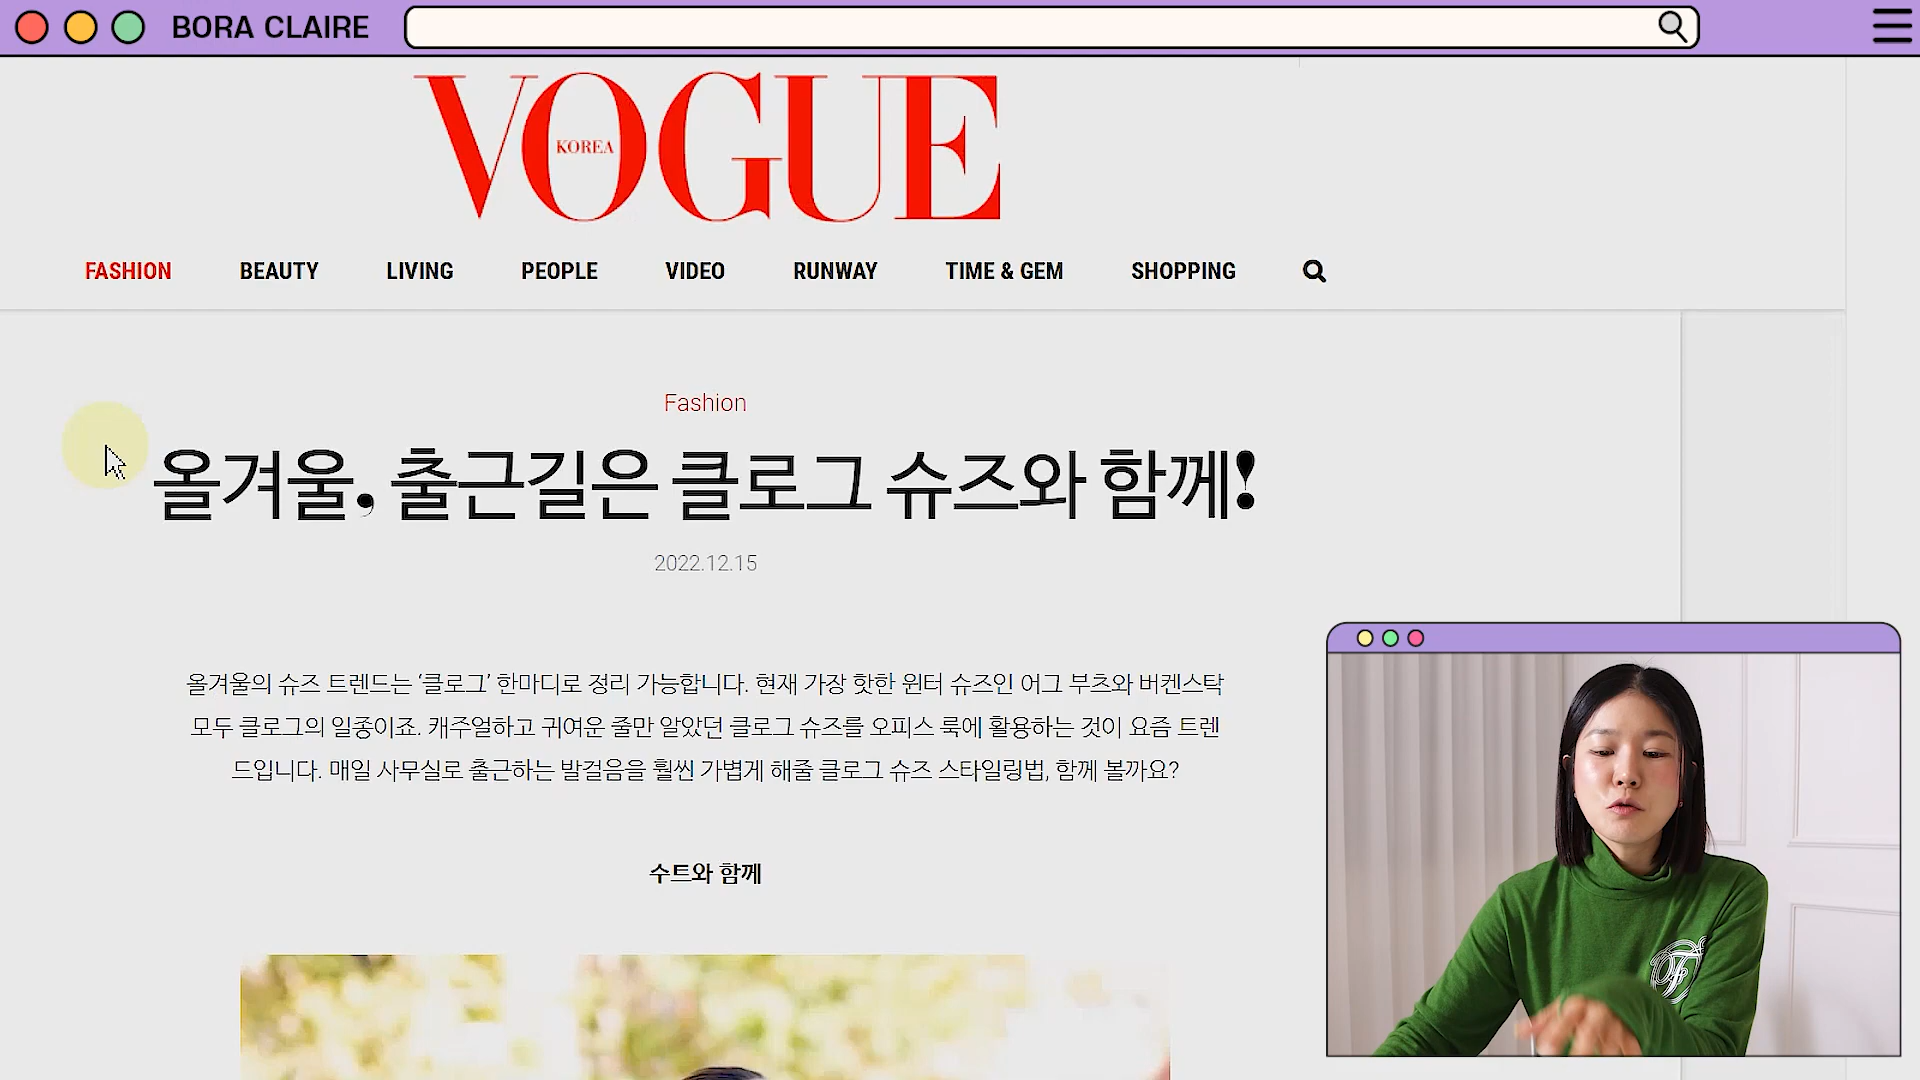 BORA CLAIRE
VOGUE
KOREA
FASHION BEAUTY LIVING PEOPLE VIDEO RUNWAY TIME & GEM SHOPPING
Fashion
올겨울, 출근길은 클로그 슈즈와 함께!
2022.12.15
올겨울의 슈즈 트렌드는 ‘클로그’ 한마디로 정리 가능합니다. 현재 가장 핫한 윈터 슈즈인 어그 부츠와 버켄스탁
모두 클로그의 일종이죠. 캐주얼하고 귀여운 줄만 알았던 클로그 슈즈를 오피스 룩에 활용하는 것이 요즘 트렌
드입니다. 매일 사무실로 출근하는 발걸음을 훨씬 가볍게 해줄 클로그 슈즈 스타일링법, 함께 볼까요?
수트와 함께